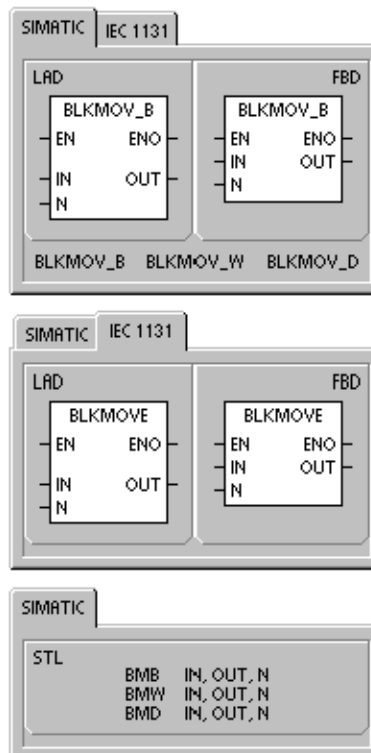 SIMATIC IEC 1131
LAD FBD
BLKMOV_B BLKMOV_B
EN ENO EN ENO
IN OUT IN OUT
N N
BLKMOV_B BLKMOV_W BLKMOV_D
SIMATIC IEC 1131
LAD FBD
BLKMOVE BLKMOVE
EN ENO EN ENO
IN OUT IN OUT
N N
SIMATIC
STL
BMB IN, OUT, N
BMW IN, OUT, N
BMD IN, OUT, N